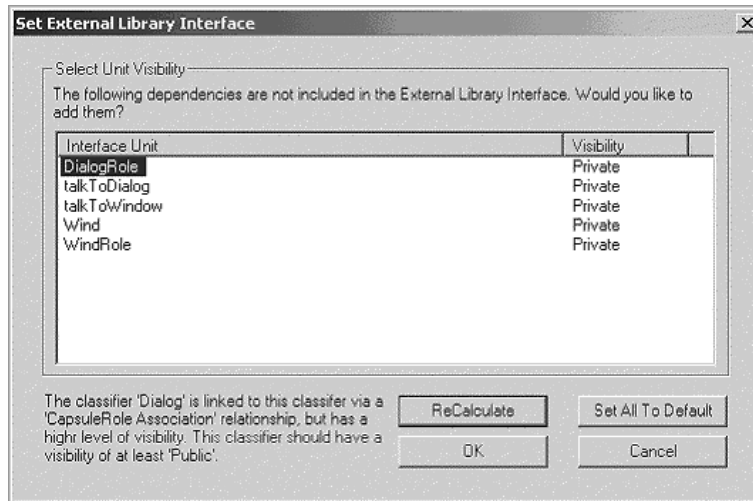 Set External Library Interface
Select Unit Visibility
The following dependencies are not included in the External Library Interface. Would you like to
add them?
Interface Unit Visibility
DialogRole Private
talkToDialog Private
talkToWindow Private
Wind Private
WindRole Private
The classifier 'Dialog' is linked to this classifer via a
'CapsuleRole Association' relationship, but has a
highr level of visibility. This classifier should have a
visibility of at least 'Public'.
ReCalculate Set All To Default
OK Cancel